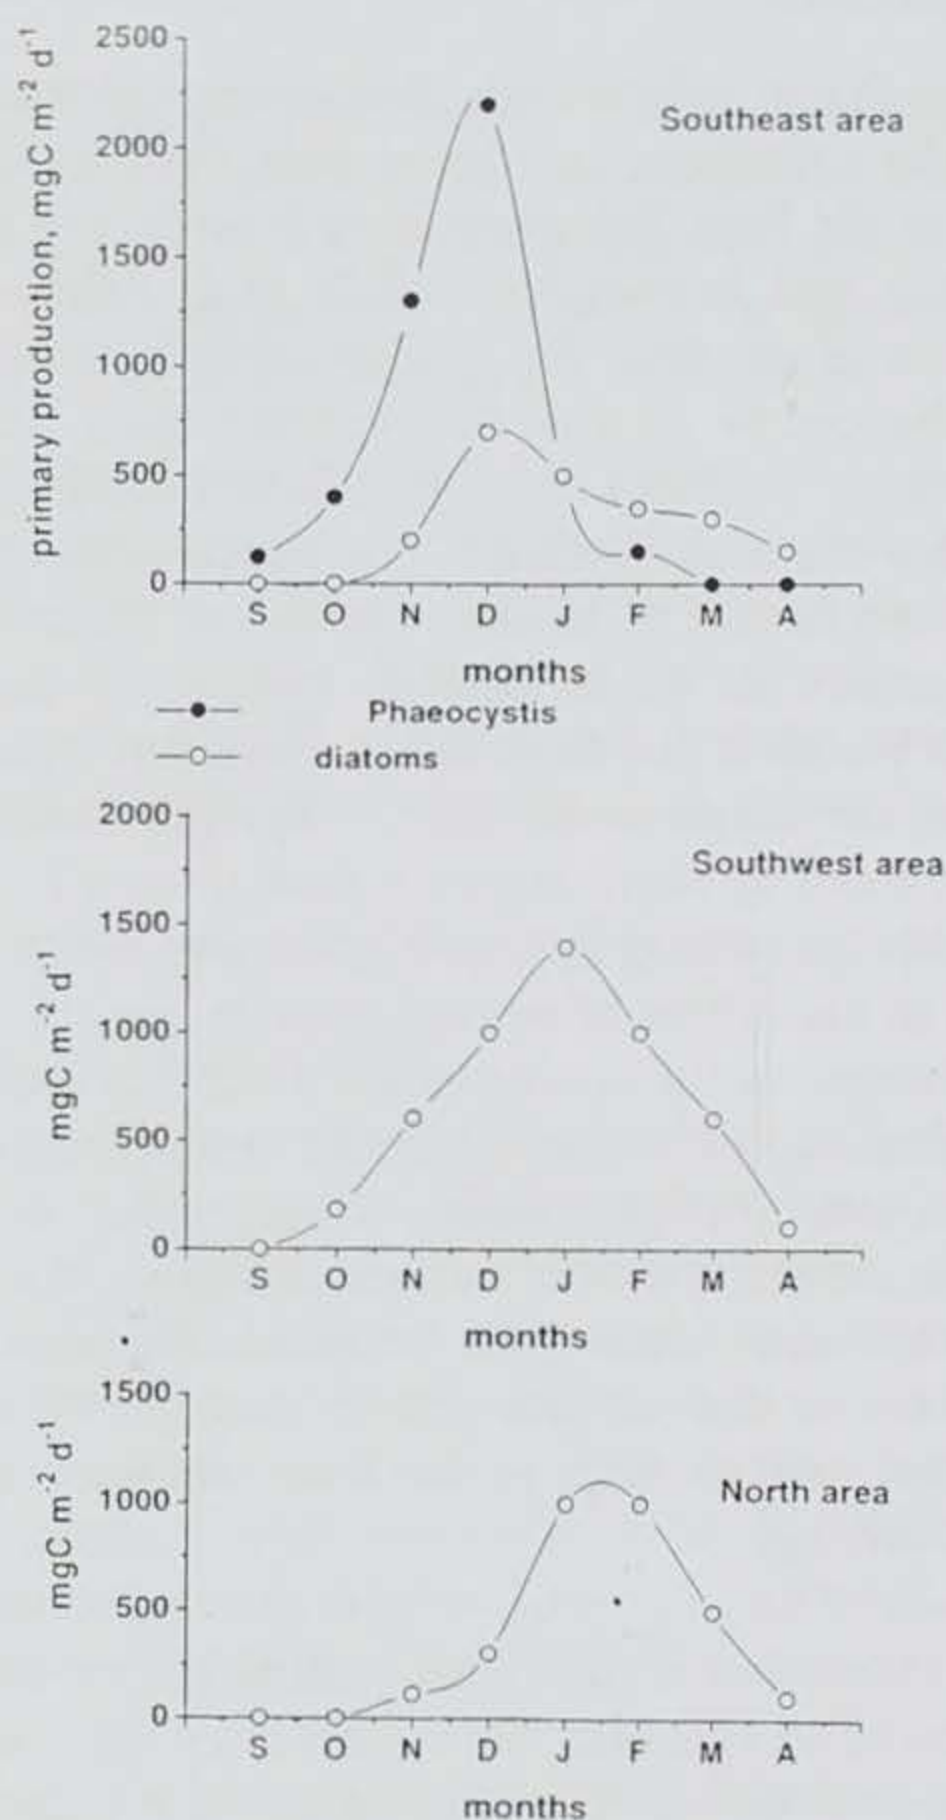 primary production, mgC m-2 d-1
2500
2000
1500
1000
500
0
Southeast area
S O N D J F M A
months
Phaeocystis
diatoms
mgC m-2 d-1
2000
1500
1000
500
0
Southwest area
S O N D J F M A
months
mgC m-2 d-1
1500
1000
500
0
North area
S O N D J F M A
months